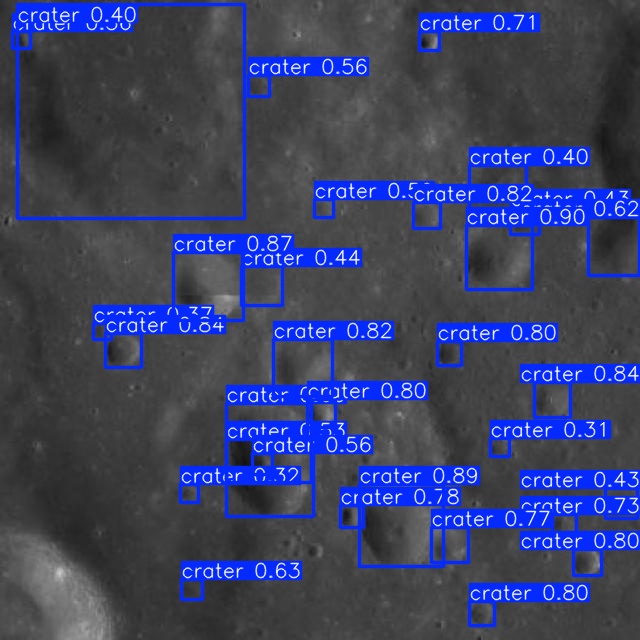 crater 0.40
crater 0.71
crater 0.56
crater 0.40
crater 0.82
0.62
crater 0.90
crater 0.87
crater 0.44
crater 0.84
crater 0.82
crater 0.80
crater 0.84
crater 0.80
crater 0.31
crater 0.56
crater 0.32
crater 0.89
crater 0.43
crater 0.78
crater 0.73
crater 0.77
crater 0.80
crater 0.63
crater 0.80